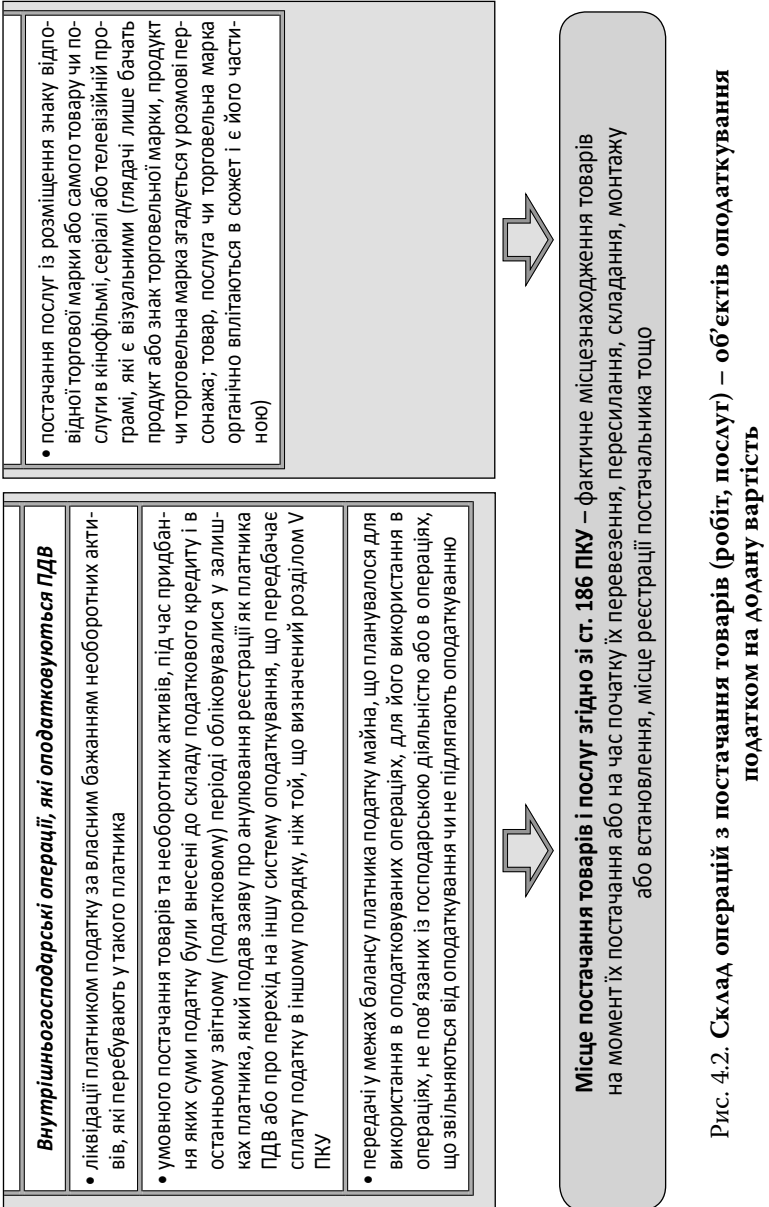 Внутрішньогосподарські операції, які оподатковуються ПДВ
• ліквідації платником податку за власним бажанням необоротних акти-
вів, які перебувають у такого платника
• умовного постачання товарів та необоротних активів, під час придбан-
ня яких суми податку були внесені до складу податкового кредиту і в
останньому звітному (податковому) періоді обліковувалися у залиш-
ках платника, який подав заяву про анулювання реєстрації як платника
ПДВ або про перехід на іншу систему оподаткування, що передбачає
сплату податку в іншому порядку, ніж той, що визначений розділом V
ПКУ
• передачі у межах балансу платника податку майна, що планувалося для
використання в оподатковуваних операціях, для його використання в
операціях, не пов’язаних із господарською діяльністю або в операціях,
що звільняються від оподаткування чи не підлягають оподаткуванню
• постачання послуг із розміщення знаку відпо-
відної торгової марки або самого товару чи по-
слуги в кінофільмі, серіалі або телевізійній про-
грамі, які є візуальними (глядачі лише бачать
продукт або знак торговельної марки, продукт
чи торговельна марка згадується у розмові пер-
сонажа; товар, послуга чи торговельна марка
органічно вплітаються в сюжет і є його части-
ною)
Місце постачання товарів і послуг згідно зі ст. 186 ПКУ – фактичне місцезнаходження товарів
на момент їх постачання або на час початку їх перевезення, пересилання, складання, монтажу
або встановлення, місце реєстрації постачальника тощо
Рис. 4.2. Склад операцій з постачання товарів (робіт, послуг) – об’єктів оподаткування
податком на додану вартість